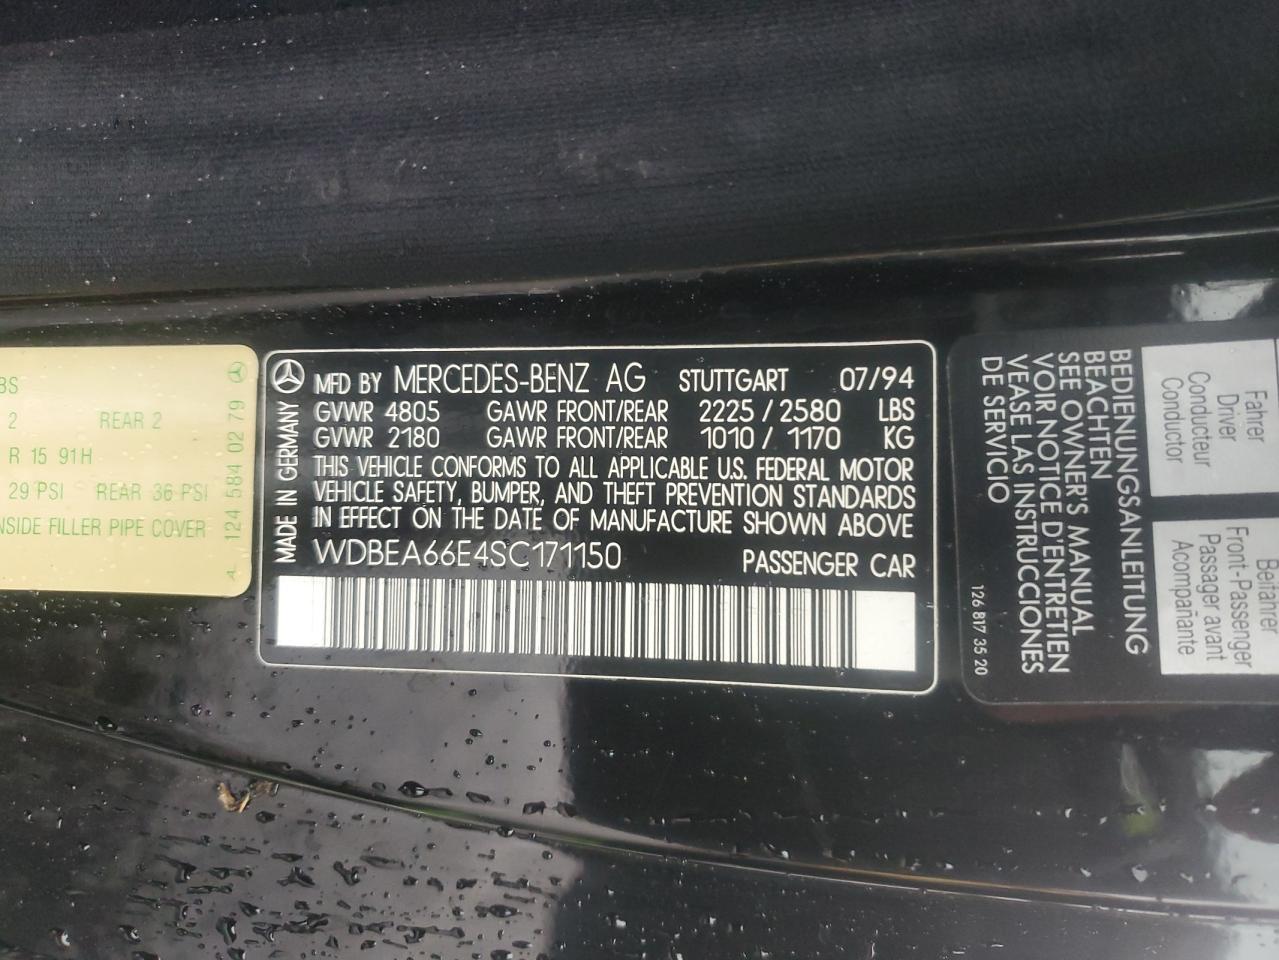 BS
2 REAR 2
R 15 91H
29 PSI REAR 36 PSI
NSIDE FILLER PIPE COVER
A 124 584 02 79
MADE IN GERMANY
MFD BY MERCEDES-BENZ AG STUTTGART 07/94
GVWR 4805 GAWR FRONT/REAR 2225 / 2580 LBS
GVWR 2180 GAWR FRONT/REAR 1010 / 1170 KG
THIS VEHICLE CONFORMS TO ALL APPLICABLE U.S. FEDERAL MOTOR
VEHICLE SAFETY, BUMPER, AND THEFT PREVENTION STANDARDS
IN EFFECT ON THE DATE OF MANUFACTURE SHOWN ABOVE
WDBEA66E4SC171150 PASSENGER CAR
BEDIENUNGSANLEITUNG
BEACHTEN
SEE OWNER'S MANUAL
VOIR NOTICE D'ENTRETIEN
VEASE LAS INSTRUCCIONES
DE SERVICIO
126 817 35 20
Fahrer
Driver
Conducteur
Conductor
Beifahrer
Front-Passenger
Passager avant
Acompañante